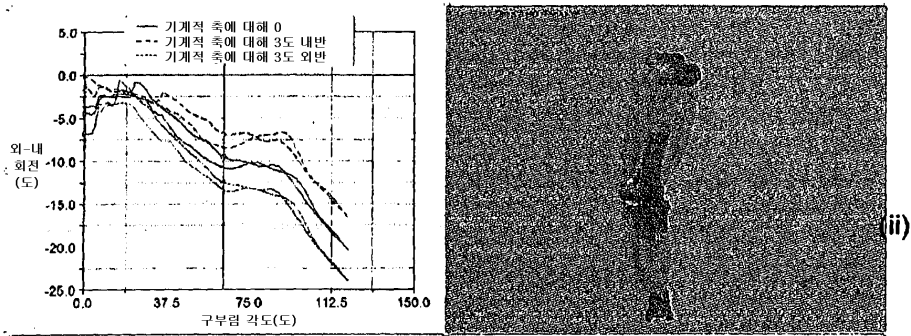 기계적 축에 대해 0
기계적 축에 대해 3도 내반
기계적 축에 대해 3도 외반
5.0
0.0
-5.0
-10.0
-15.0
-20.0
-25.0
외-내
회전
(도)
0.0 37 5 75 0 112.5 150.0
구부림 각도(도)
(ii)